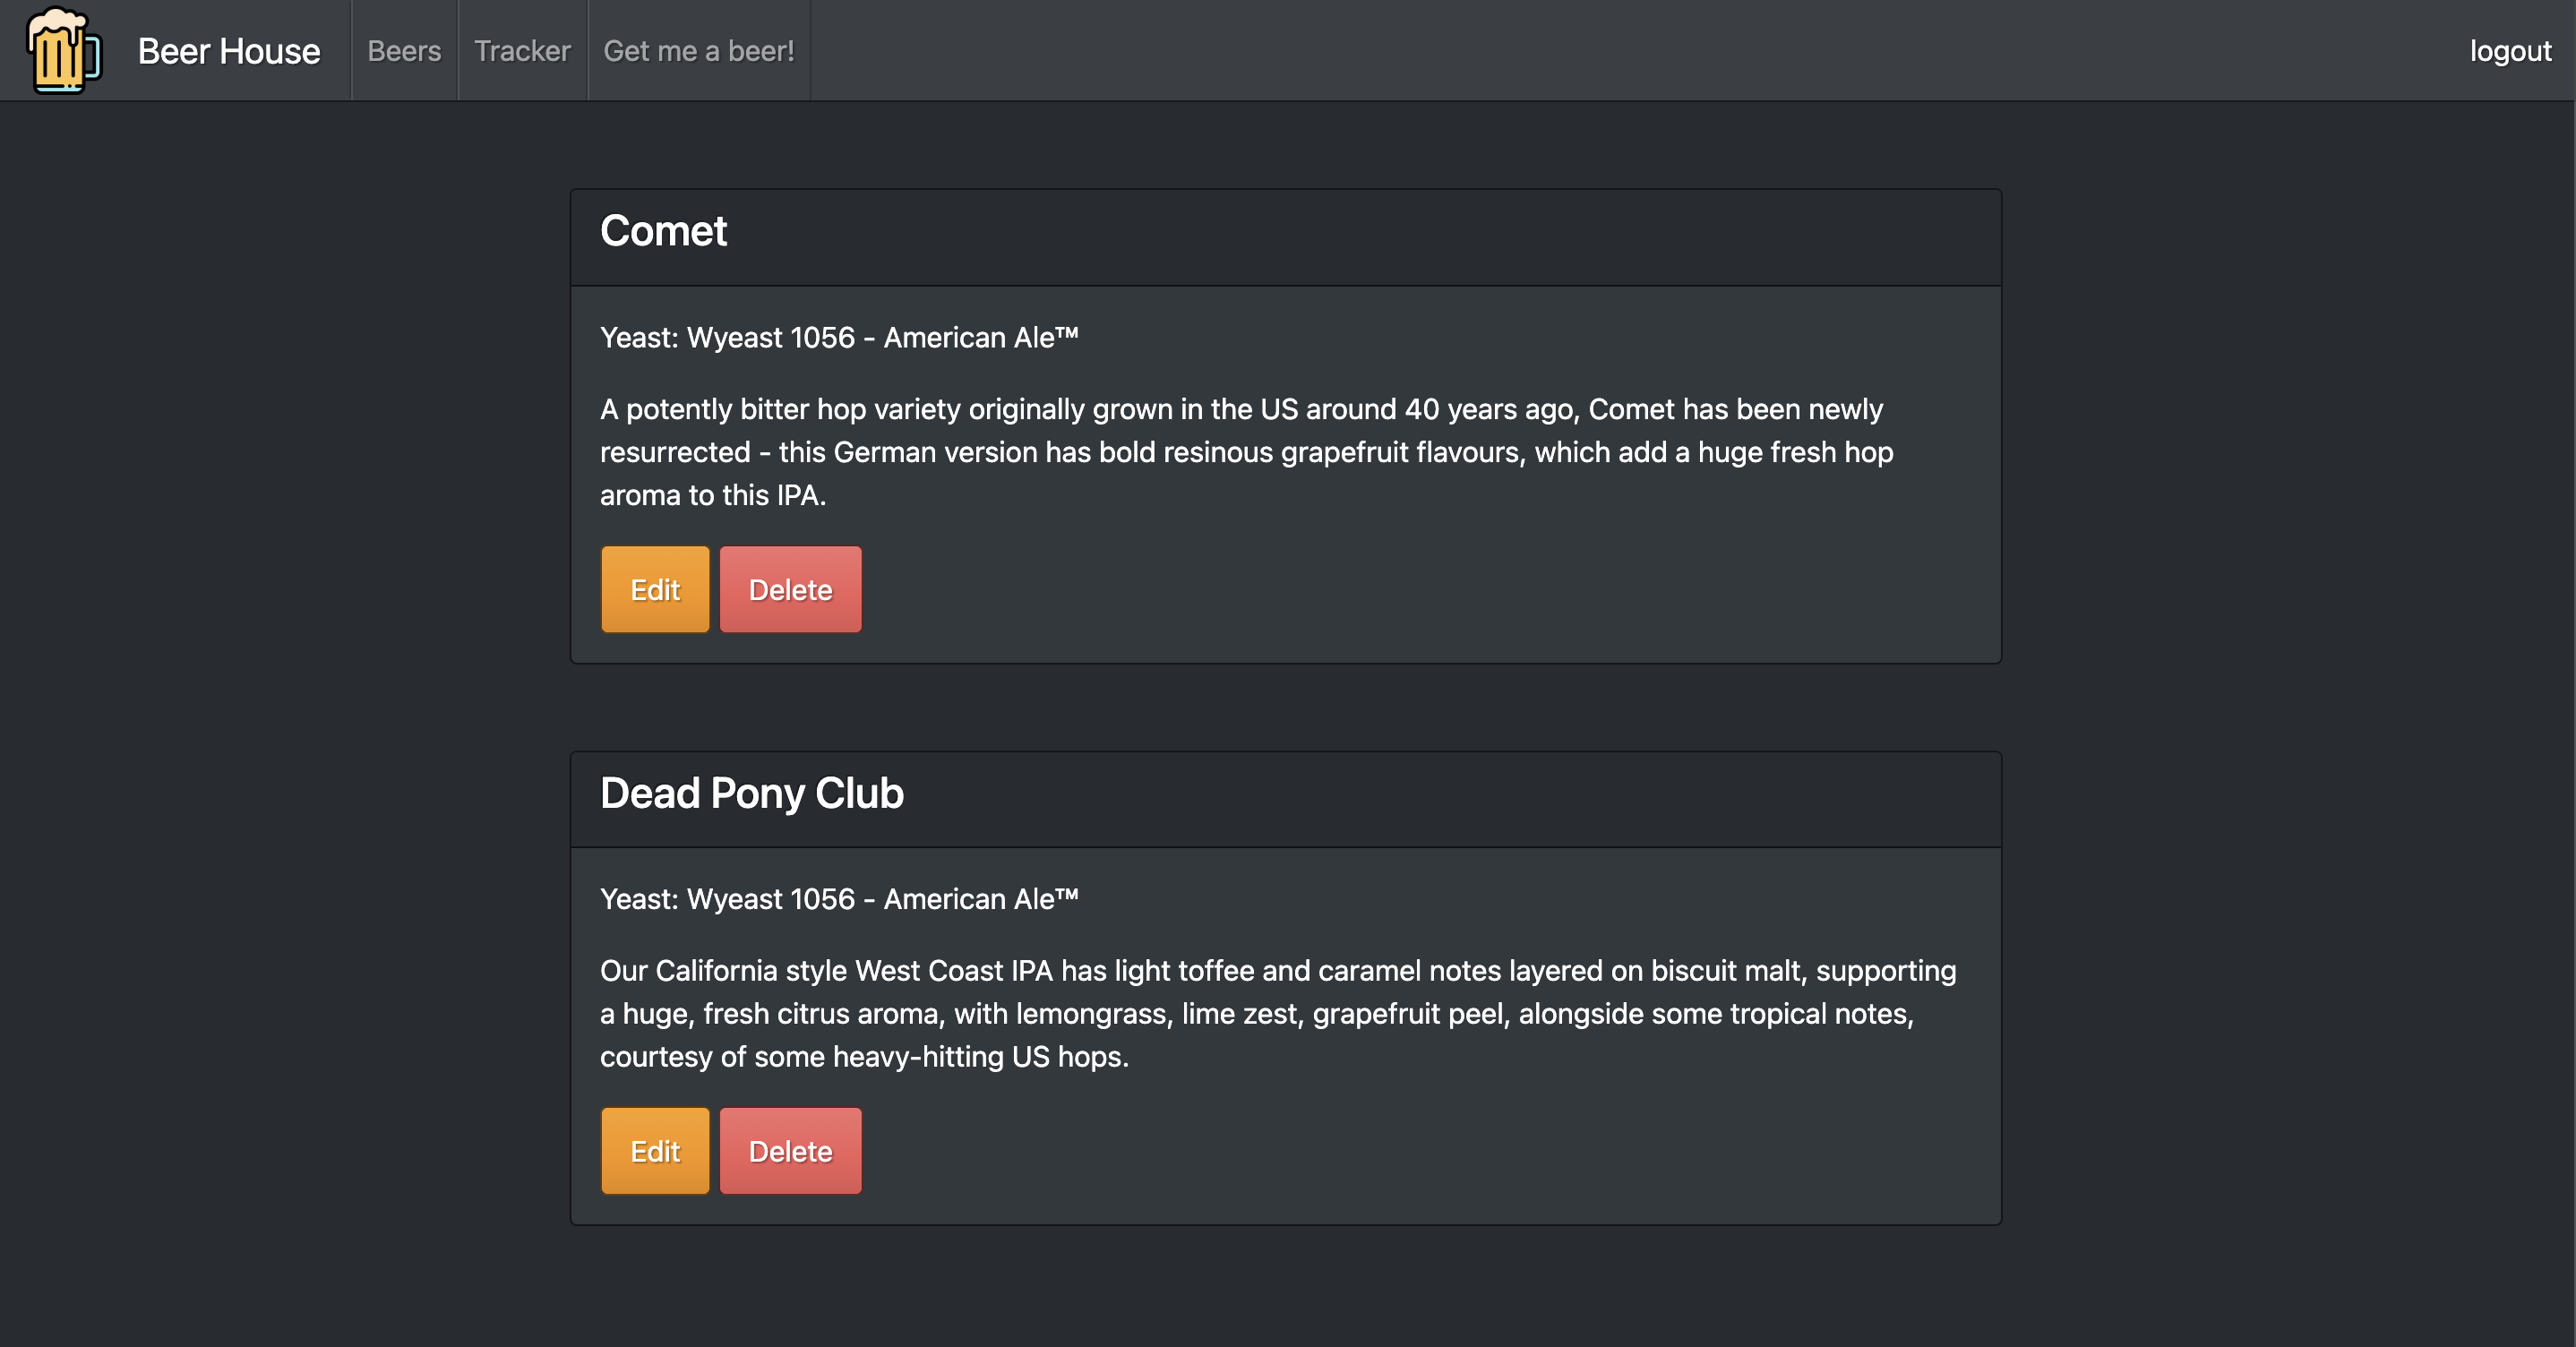 Beer House Beers Tracker Get me a beer! logout
Comet
Yeast: Wyeast 1056 - American Ale™
A potently bitter hop variety originally grown in the US around 40 years ago, Comet has been newly
resurrected - this German version has bold resinous grapefruit flavours, which add a huge fresh hop
aroma to this IPA.
Edit Delete
Dead Pony Club
Yeast: Wyeast 1056 - American Ale™
Our California style West Coast IPA has light toffee and caramel notes layered on biscuit malt, supporting
a huge, fresh citrus aroma, with lemongrass, lime zest, grapefruit peel, alongside some tropical notes,
courtesy of some heavy-hitting US hops.
Edit Delete